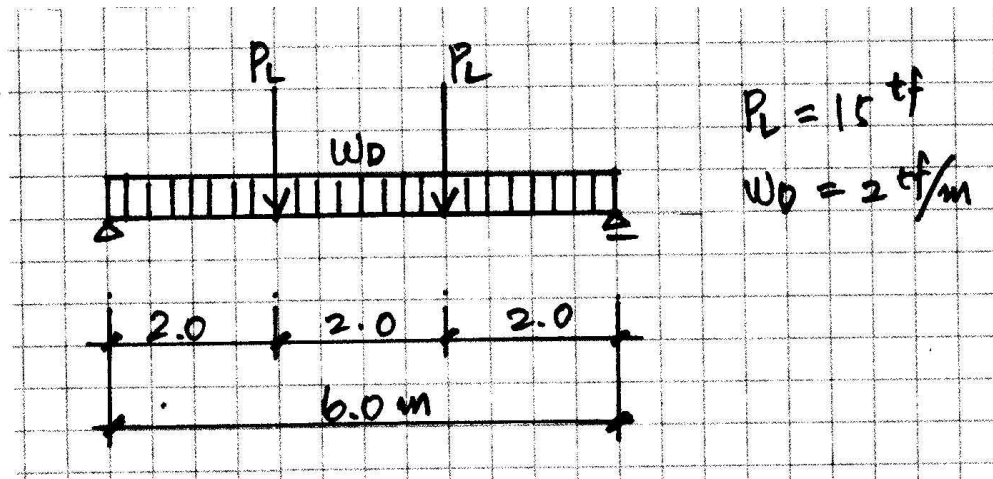 PL PL
WD
PL = 15 tf
WD = 2 tf/m
2.0 2.0 2.0
6.0 m